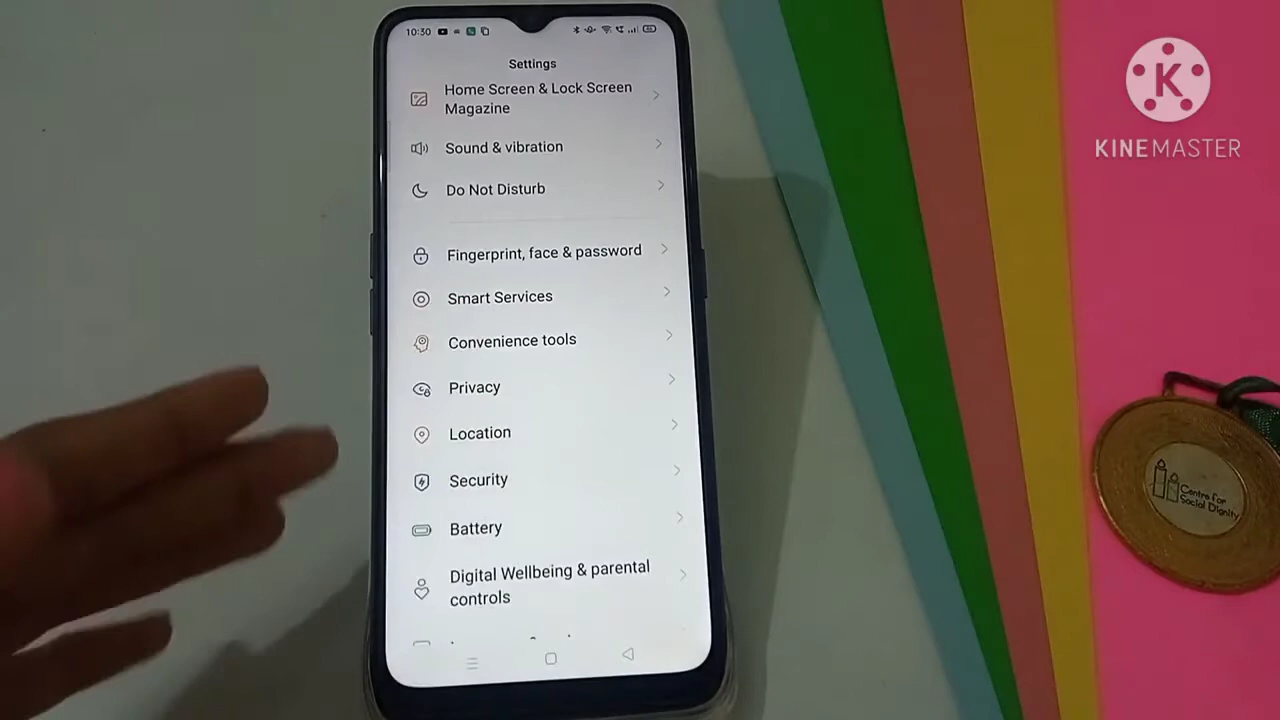 10:30
Settings
Home Screen & Lock Screen
Magazine
Sound & vibration
Do Not Disturb
Fingerprint, face & password
Smart Services
Convenience tools
Privacy
Location
Security
Battery
Digital Wellbeing & parental
controls
K
KINEMASTER
Centre for
Social Dignity